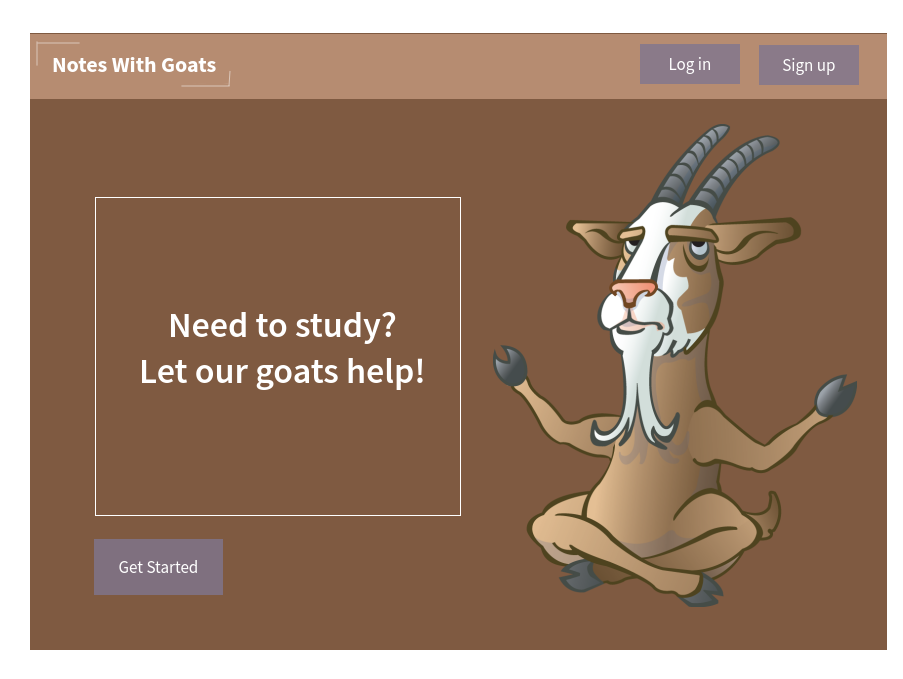 Notes With Goats
Log in
Sign up
Need to study?
Let our goats help!
Get Started